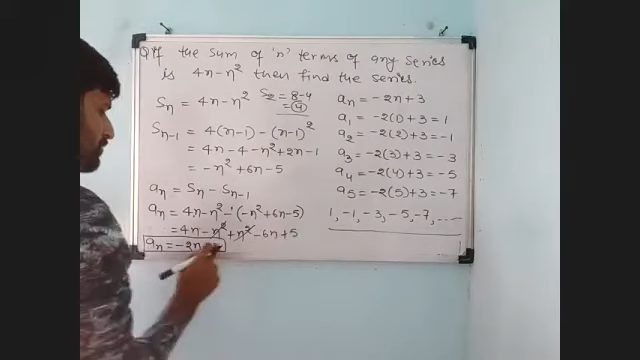 Q If the sum of 'n' terms of any series
is 4n-n² then find the series.
Sn = 4n-n² S2 = 8-4
= 4
Sn-1 = 4(n-1) - (n-1)²
= 4n-4-n²+2n-1
= -n²+6n-5
an = Sn - Sn-1
an = 4n-n² - (-n²+6n-5)
= 4n-n²+n²-6n+5
an = -2n
an = -2n+3
a1 = -2(1)+3 = 1
a2 = -2(2)+3 = -1
a3 = -2(3)+3 = -3
a4 = -2(4)+3 = -5
a5 = -2(5)+3 = -7
1, -1, -3, -5, -7, .....